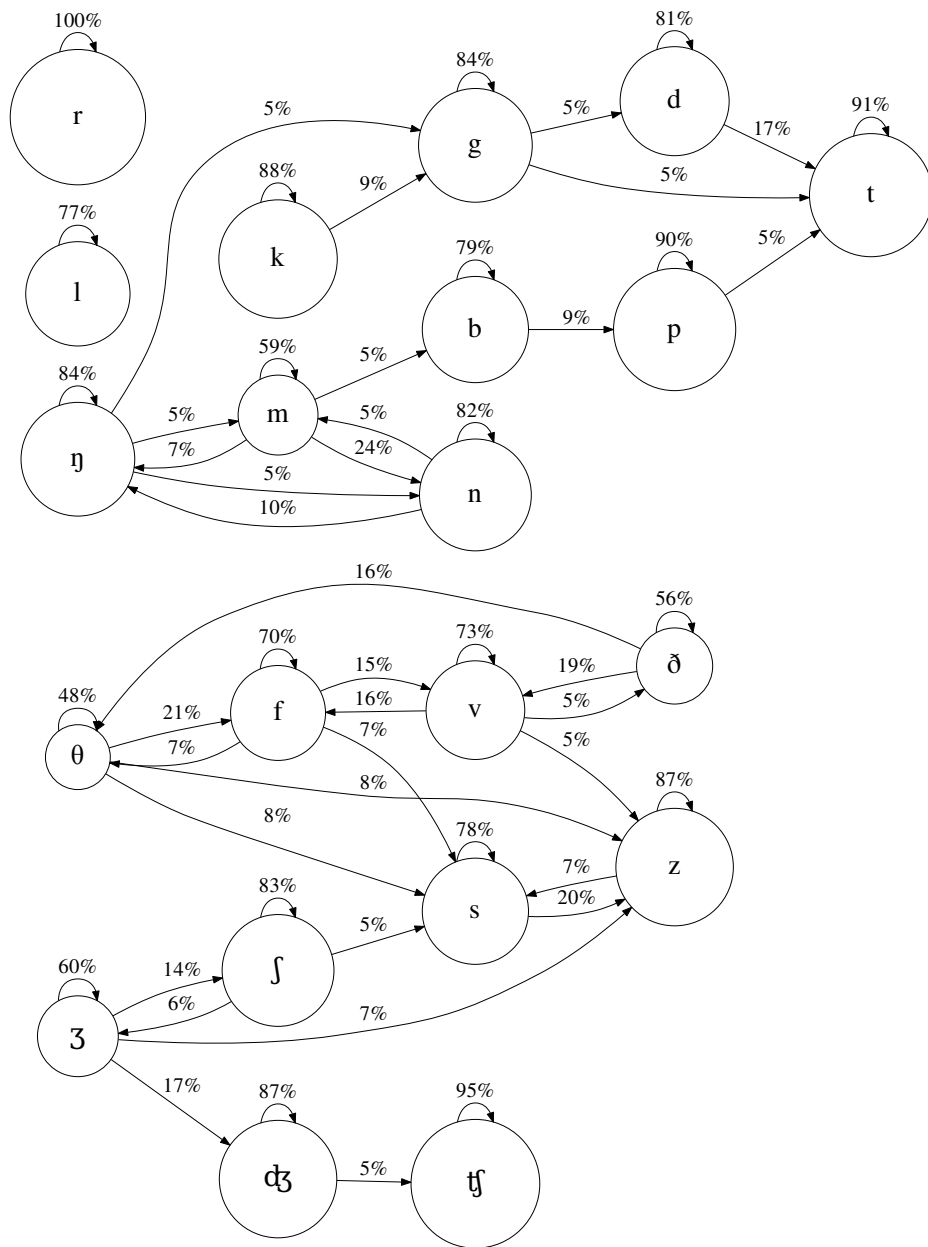 100%
r
81%
d
84%
g
5%
5%
91%
t
17%
5%
88%
k
9%
77%
l
79%
b
90%
p
5%
9%
59%
m
5%
84%
ŋ
5%
7%
5%
24%
82%
n
5%
10%
16%
56%
ð
70%
f
15%
73%
v
19%
16%
5%
48%
θ
21%
7%
7%
5%
8%
87%
z
8%
78%
s
7%
20%
83%
ʃ
5%
60%
ʒ
14%
6%
7%
17%
87%
ʤ
95%
ʧ
5%